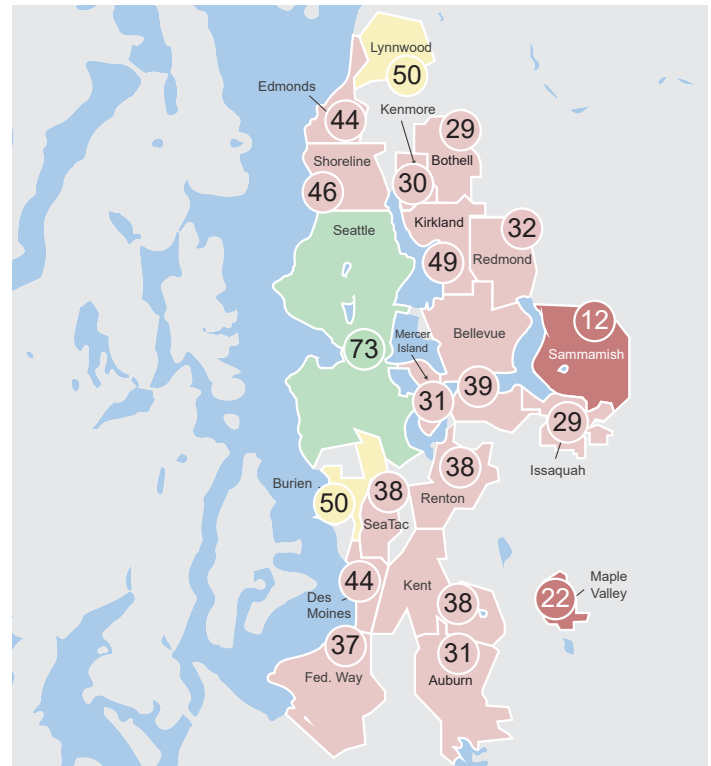 Lynnwood
50
Edmonds
44
Kenmore
30
29
Bothell
Shoreline
46
Kirkland
49
32
Redmond
Seattle
73
Mercer
Island
31
Bellevue
39
12
Sammamish
29
Issaquah
Burien
50
38
SeaTac
38
Renton
44
Des
Moines
Kent
38
22
Maple
Valley
37
Fed. Way
31
Auburn